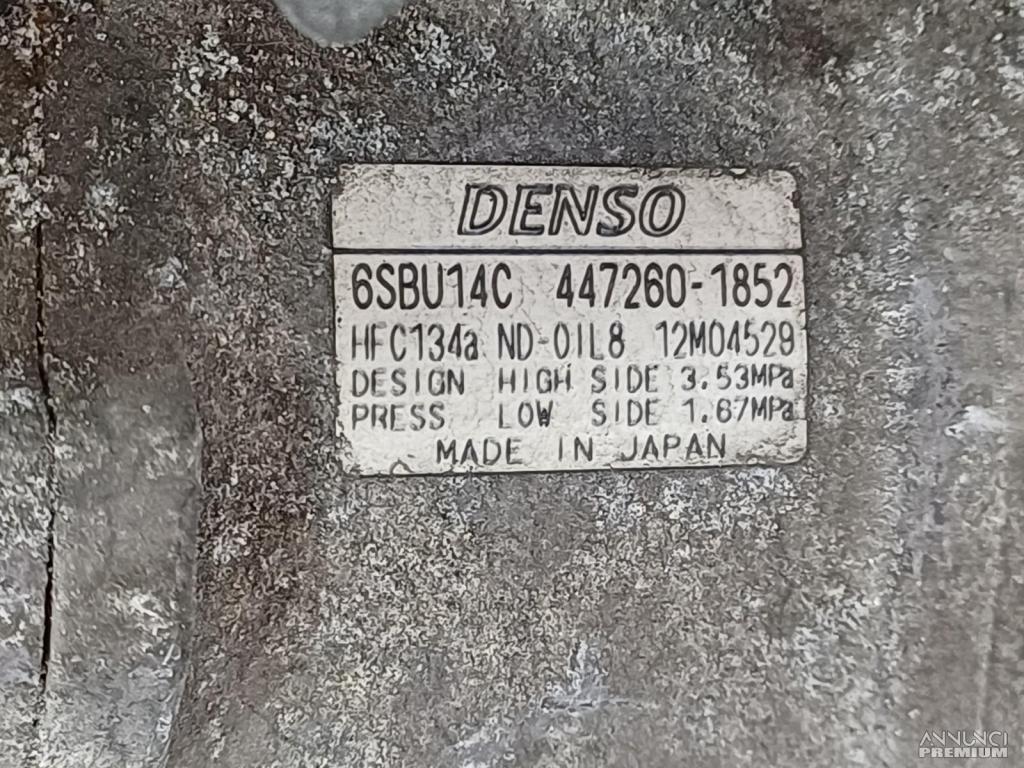 DENSO
6SBU14C 447260-1852
HFC134a ND-OIL8 12M04529
DESIGN HIGH SIDE 3.53MPa
PRESS LOW SIDE 1.67MPa
MADE IN JAPAN
ANNUNCI
PREMIUM